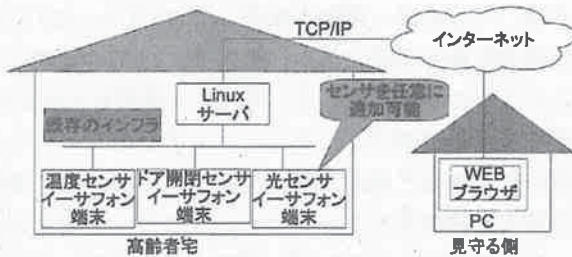 TCP/IP
インターネット
Linux
サーバ
センサを任意に
追加可能
既存のインフラ
温度センサ
イーサフォン
端末
ドア開閉センサ
イーサフォン
端末
光センサ
イーサフォン
端末
WEB
ブラウザ
PC
高齢者宅
見守る側